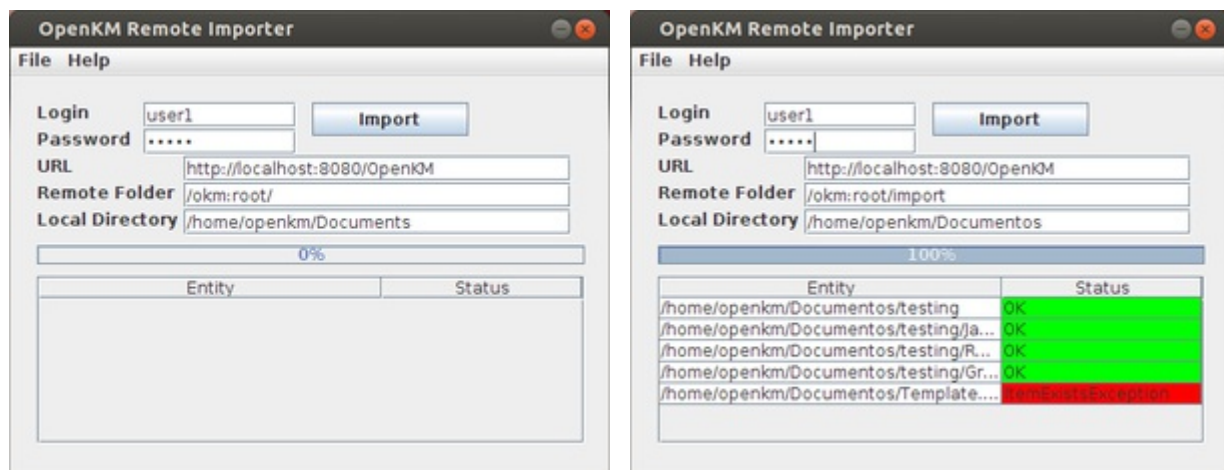 OpenKM Remote Importer
File Help
Login user1 Import
Password •••••
URL http://localhost:8080/OpenKM
Remote Folder /okm:root/
Local Directory /home/openkm/Documents
0%
Entity Status
OpenKM Remote Importer
File Help
Login user1 Import
Password •••••
URL http://localhost:8080/OpenKM
Remote Folder /okm:root/import
Local Directory /home/openkm/Documentos
100%
Entity Status
/home/openkm/Documentos/testing OK
/home/openkm/Documentos/testing/Ja... OK
/home/openkm/Documentos/testing/R... OK
/home/openkm/Documentos/testing/Gr... OK
/home/openkm/Documentos/Template.... ItemExistsException